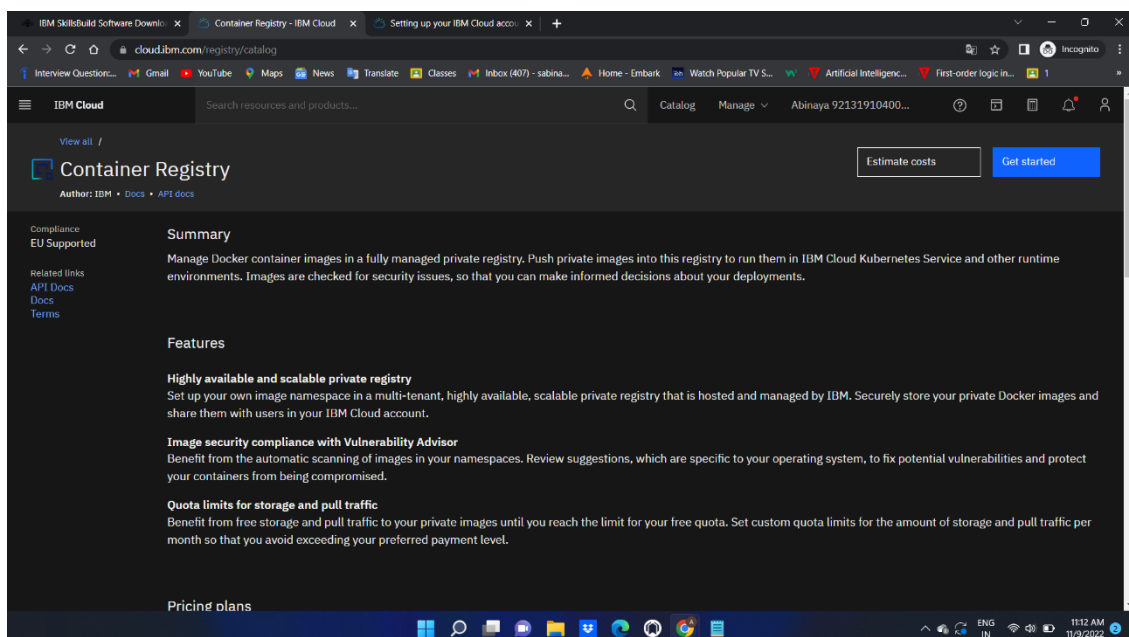 IBM SkillsBuild Software Downlo
Container Registry - IBM Cloud
Setting up your IBM Cloud accou
cloud.ibm.com/registry/catalog
Incognito
Interview Question:...
Gmail
YouTube
Maps
News
Translate
Classes
Inbox (407) - sabina...
Home - Embark
Watch Popular TV S...
Artificial Intelligenc...
First-order logic in...
1
»
IBM Cloud
Search resources and products...
Catalog
Manage
Abinaya 92131910400...
View all /
Container Registry
Author: IBM • Docs • API docs
Estimate costs
Get started
Compliance
EU Supported
Related links
API Docs
Docs
Terms
Summary
Manage Docker container images in a fully managed private registry. Push private images into this registry to run them in IBM Cloud Kubernetes Service and other runtime
environments. Images are checked for security issues, so that you can make informed decisions about your deployments.
Features
Highly available and scalable private registry
Set up your own image namespace in a multi-tenant, highly available, scalable private registry that is hosted and managed by IBM. Securely store your private Docker images and
share them with users in your IBM Cloud account.
Image security compliance with Vulnerability Advisor
Benefit from the automatic scanning of images in your namespaces. Review suggestions, which are specific to your operating system, to fix potential vulnerabilities and protect
your containers from being compromised.
Quota limits for storage and pull traffic
Benefit from free storage and pull traffic to your private images until you reach the limit for your free quota. Set custom quota limits for the amount of storage and pull traffic per
month so that you avoid exceeding your preferred payment level.
Pricing plans
ENG
IN
11:12 AM
11/9/2022
2